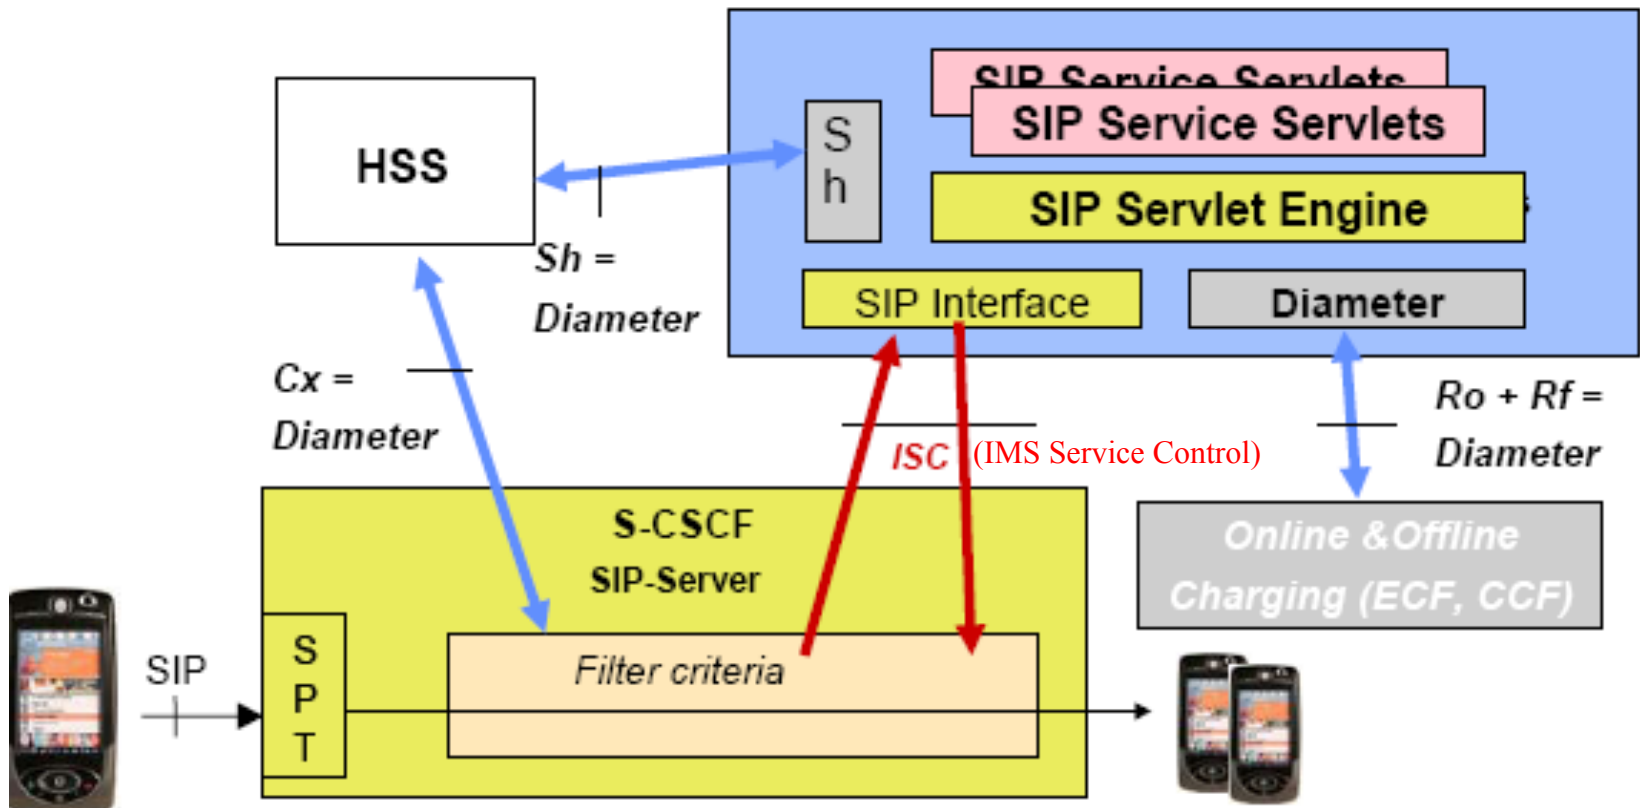 SIP Service Servlets
SIP Service Servlets
S
h
HSS
SIP Servlet Engine
Sh =
Diameter
SIP Interface
Diameter
Cx =
Diameter
Ro + Rf =
Diameter
ISC (IMS Service Control)
S-CSCF
SIP-Server
Online &Offline
Charging (ECF, CCF)
SIP
S
P
T
Filter criteria